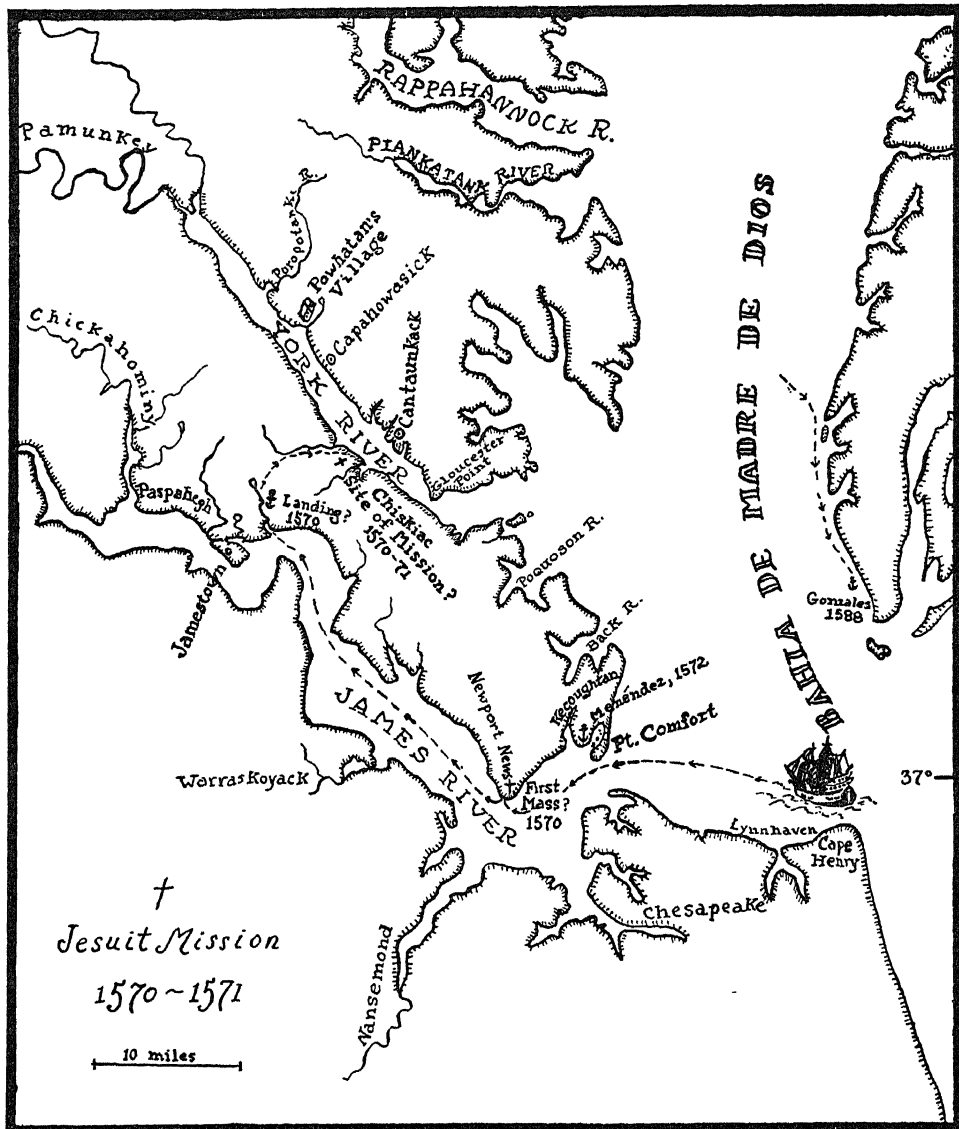 RAPPAHANNOCK R.
Pamunkey
PIANKATANK RIVER
BAHIA DE MADRE DE DIOS
Poropotank R.
Powhatan's
Village
Capahowasick
Chickahomini
YORK RIVER
Cantaunkack
Gloucester
Point
Paspahegh
Landing?
1570
Chiskiac
Site of Mission?
1570-71
Poquoson R.
Jamestown
Gonzales
1588
Back R.
Kecoughtan
Menéndez, 1572
Pt. Comfort
Newport News
JAMES RIVER
Warraskoyack
37°
First
Mass?
1570
Lynnhaven
Cape
Henry
Chesapeake
Nansemond
Jesuit Mission
1570~1571
10 miles